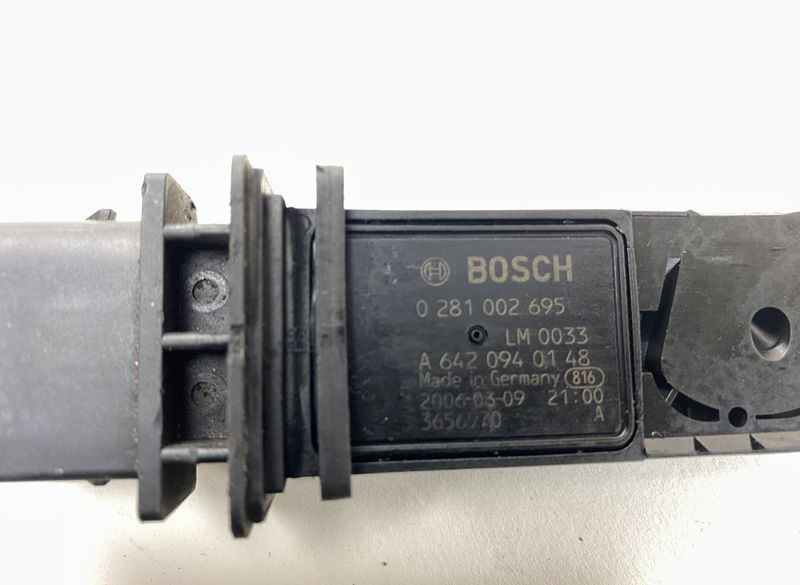 BOSCH
0 281 002 695
LM 0033
A 642 094 01 48
Made in Germany 816
2006-03-09 21:00
A